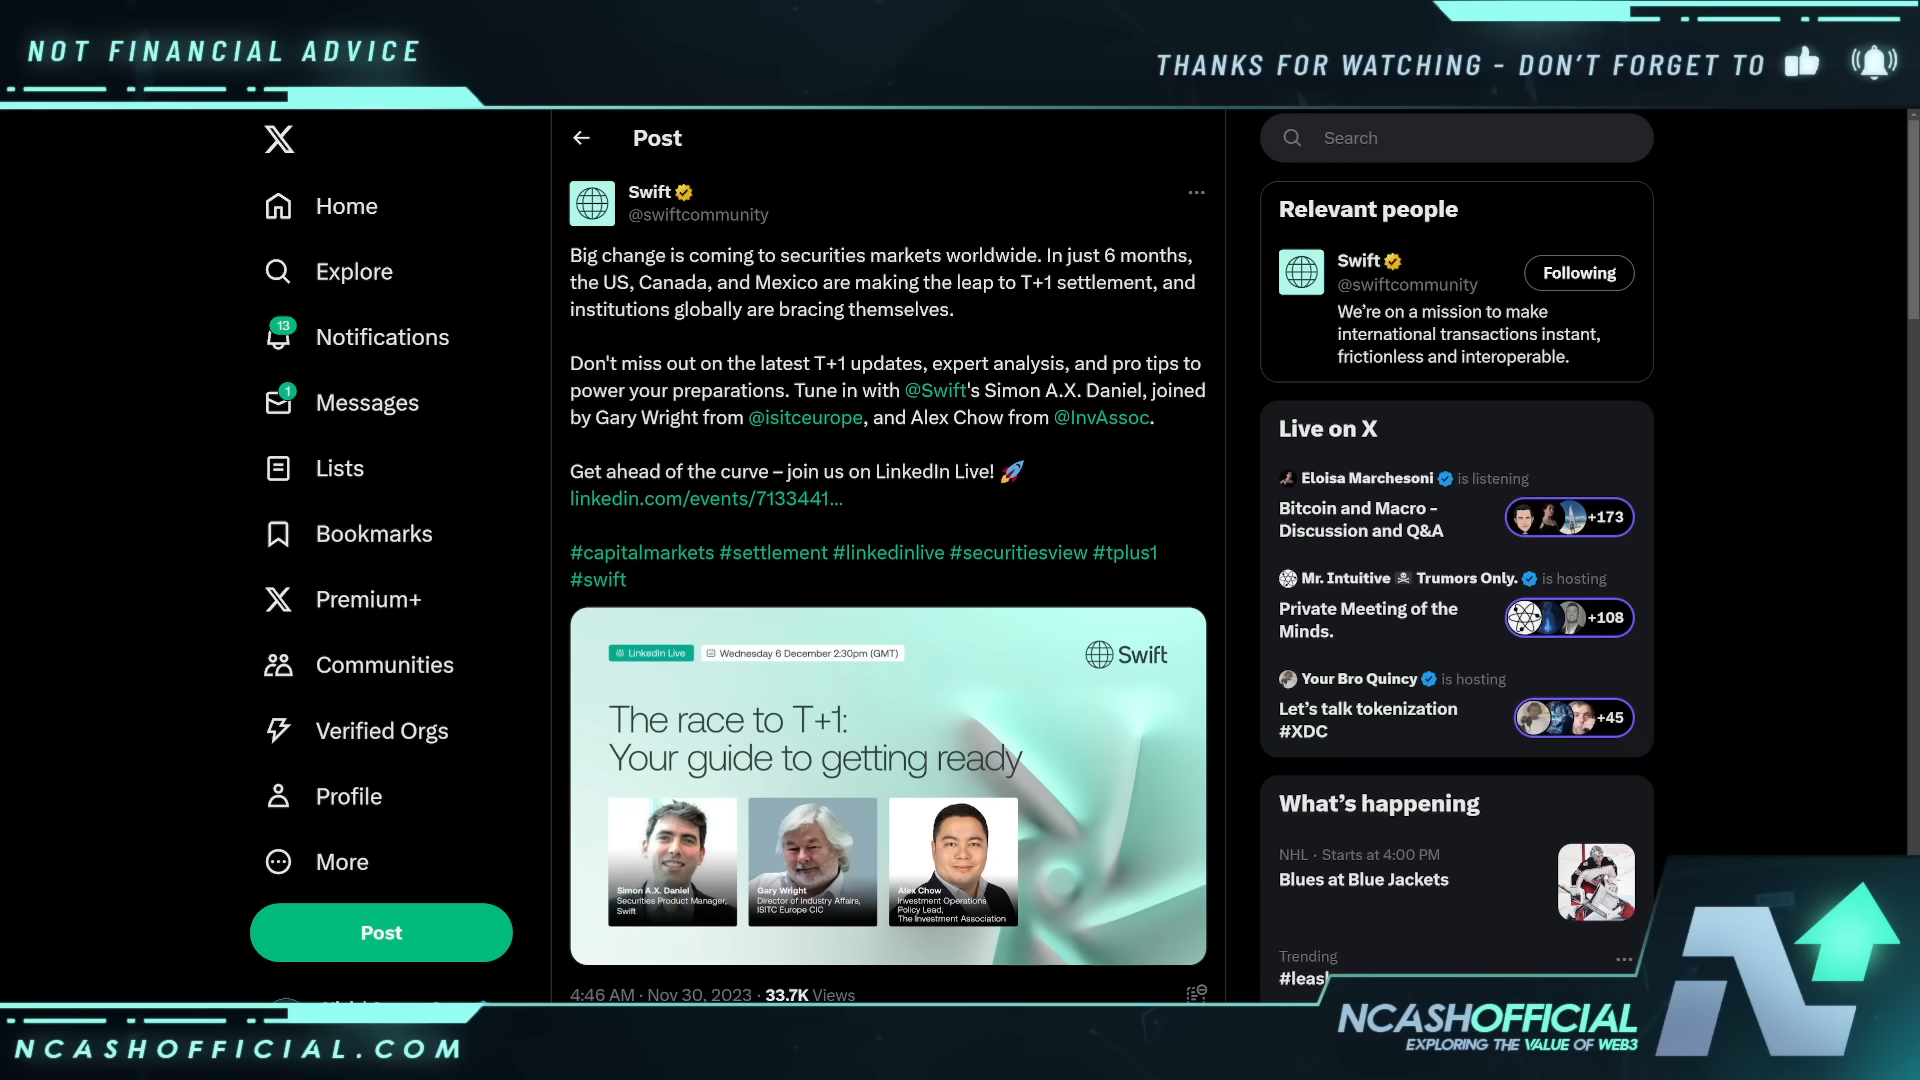 NOT FINANCIAL ADVICE
THANKS FOR WATCHING - DON'T FORGET TO
Home
Explore
13
Notifications
1
Messages
Lists
Bookmarks
Premium+
Communities
Verified Orgs
Profile
More
Post
Post
Swift
@swiftcommunity
Big change is coming to securities markets worldwide. In just 6 months,
the US, Canada, and Mexico are making the leap to T+1 settlement, and
institutions globally are bracing themselves.
Don't miss out on the latest T+1 updates, expert analysis, and pro tips to
power your preparations. Tune in with @Swift's Simon A.X. Daniel, joined
by Gary Wright from @isitceurope, and Alex Chow from @InvAssoc.
Get ahead of the curve – join us on LinkedIn Live! 🚀
linkedin.com/events/7133441...
#capitalmarkets #settlement #linkedinlive #securitiesview #tplus1
#swift
LinkedIn Live
Wednesday 6 December 2:30pm (GMT)
Swift
The race to T+1:
Your guide to getting ready
Simon A.X. Daniel
Securities Product Manager,
Swift
Gary Wright
Director of Industry Affairs,
ISITC Europe CIC
Alex Chow
Investment Operations
Policy Lead,
The Investment Association
4:46 AM · Nov 30, 2023 · 33.7K Views
Search
Relevant people
Swift
@swiftcommunity
Following
We're on a mission to make
international transactions instant,
frictionless and interoperable.
Live on X
Eloisa Marchesoni is listening
Bitcoin and Macro -
Discussion and Q&A
+173
Mr. Intuitive ☠ Trumors Only. is hosting
Private Meeting of the
Minds.
+108
Your Bro Quincy is hosting
Let's talk tokenization
#XDC
+45
What's happening
NHL · Starts at 4:00 PM
Blues at Blue Jackets
Trending
NCASHOFFICIAL
EXPLORING THE VALUE OF WEB3
NCASHOFFICIAL.COM